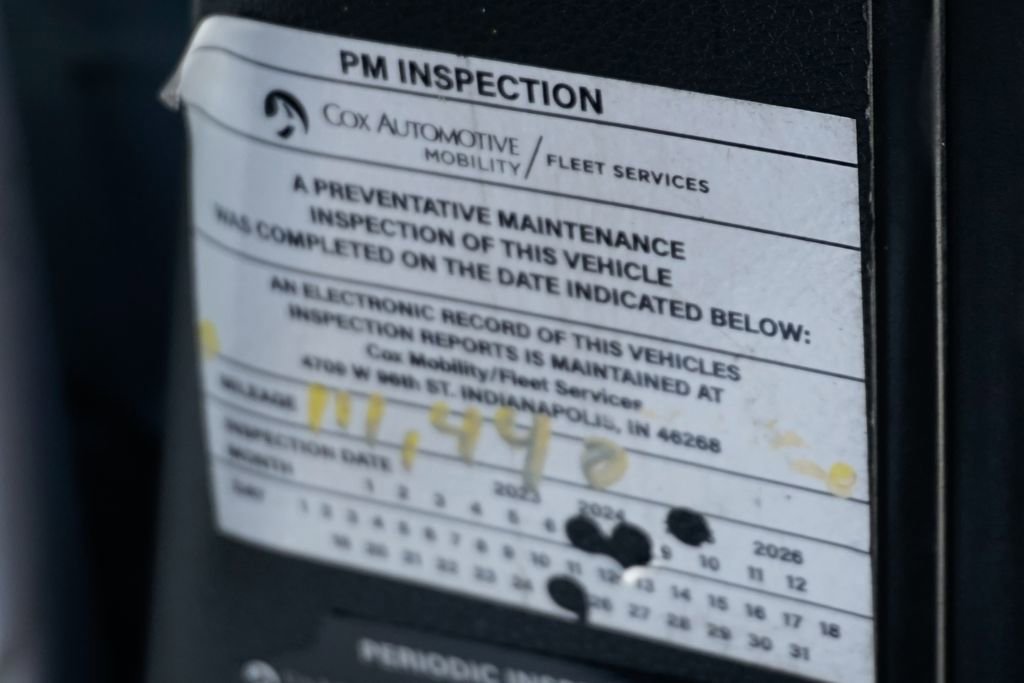 PM INSPECTION
COX AUTOMOTIVE
MOBILITY / FLEET SERVICES
A PREVENTATIVE MAINTENANCE
INSPECTION OF THIS VEHICLE
WAS COMPLETED ON THE DATE INDICATED BELOW:
AN ELECTRONIC RECORD OF THIS VEHICLES
INSPECTION REPORTS IS MAINTAINED AT
Cox Mobility/Fleet Services
4706 W 96th ST. INDIANAPOLIS, IN 46268
MILEAGE 111,44
INSPECTION DATE 2023 2024 2026
MONTH 1 2 3 4 5 6 9 10 11 12
DAY 1 2 3 4 5 6 7 8 9 10 11 12 13 14 15 16 17 18
19 20 21 22 23 24 26 27 28 29 30 31
PERIODIC